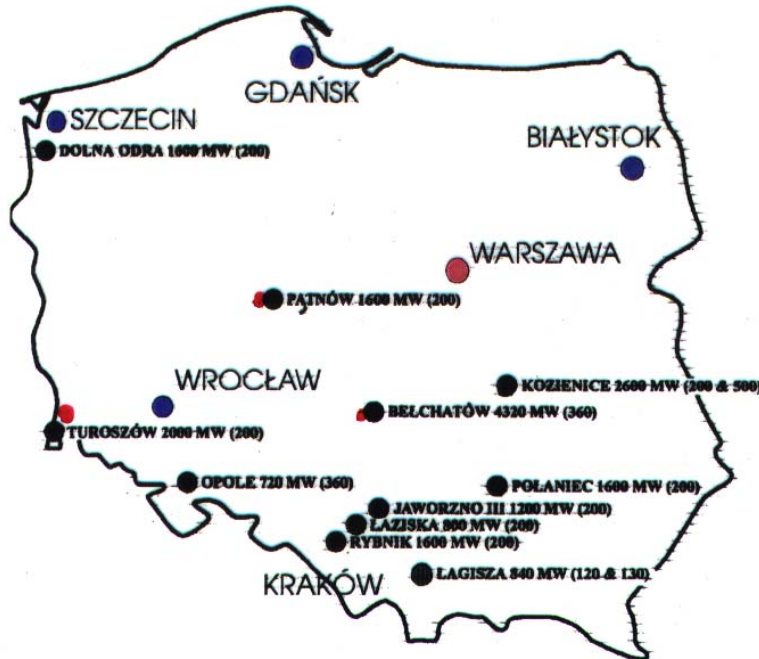 GDAŃSK
SZCZECIN
DOLNA ODRA 1600 MW (200)
BIAŁYSTOK
WARSZAWA
PĄTNÓW 1600 MW (200)
WROCŁAW
KOZIENICE 2600 MW (200 & 500)
BEŁCHATÓW 4320 MW (360)
TUROSZÓW 2000 MW (200)
OPOLE 720 MW (360)
POŁANIEC 1600 MW (200)
JAWORZNO III 1200 MW (200)
ŁAZISKA 800 MW (200)
RYBNIK 1600 MW (200)
KRAKÓW
ŁAGISZA 840 MW (120 & 130)